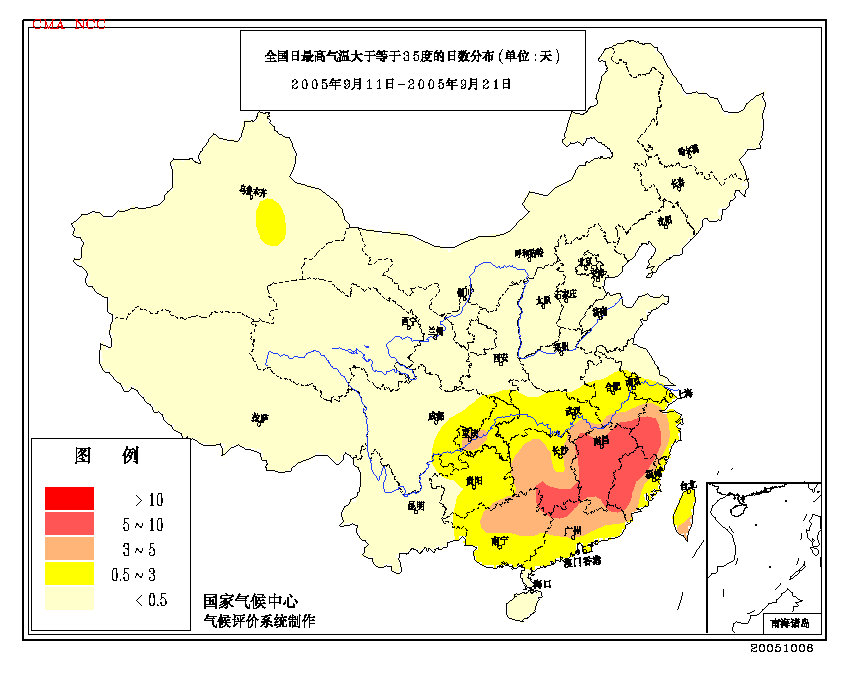 CMA NCC
全国日最高气温大于等于35度的日数分布(单位:天)
2005年9月11日-2005年9月21日
哈尔滨
长春
乌鲁木齐
沈阳
呼和浩特
北京
天津
银川
太原
石家庄
济南
西宁
兰州
郑州
西安
合肥
南京
上海
拉萨
成都
武汉
重庆
南昌
长沙
贵阳
福州
台北
昆明
广州
南宁
澳门 香港
海口
图 例
>10
5~10
3~5
0.5~3
<0.5
国家气候中心
气候评价系统制作
南海诸岛
20051006